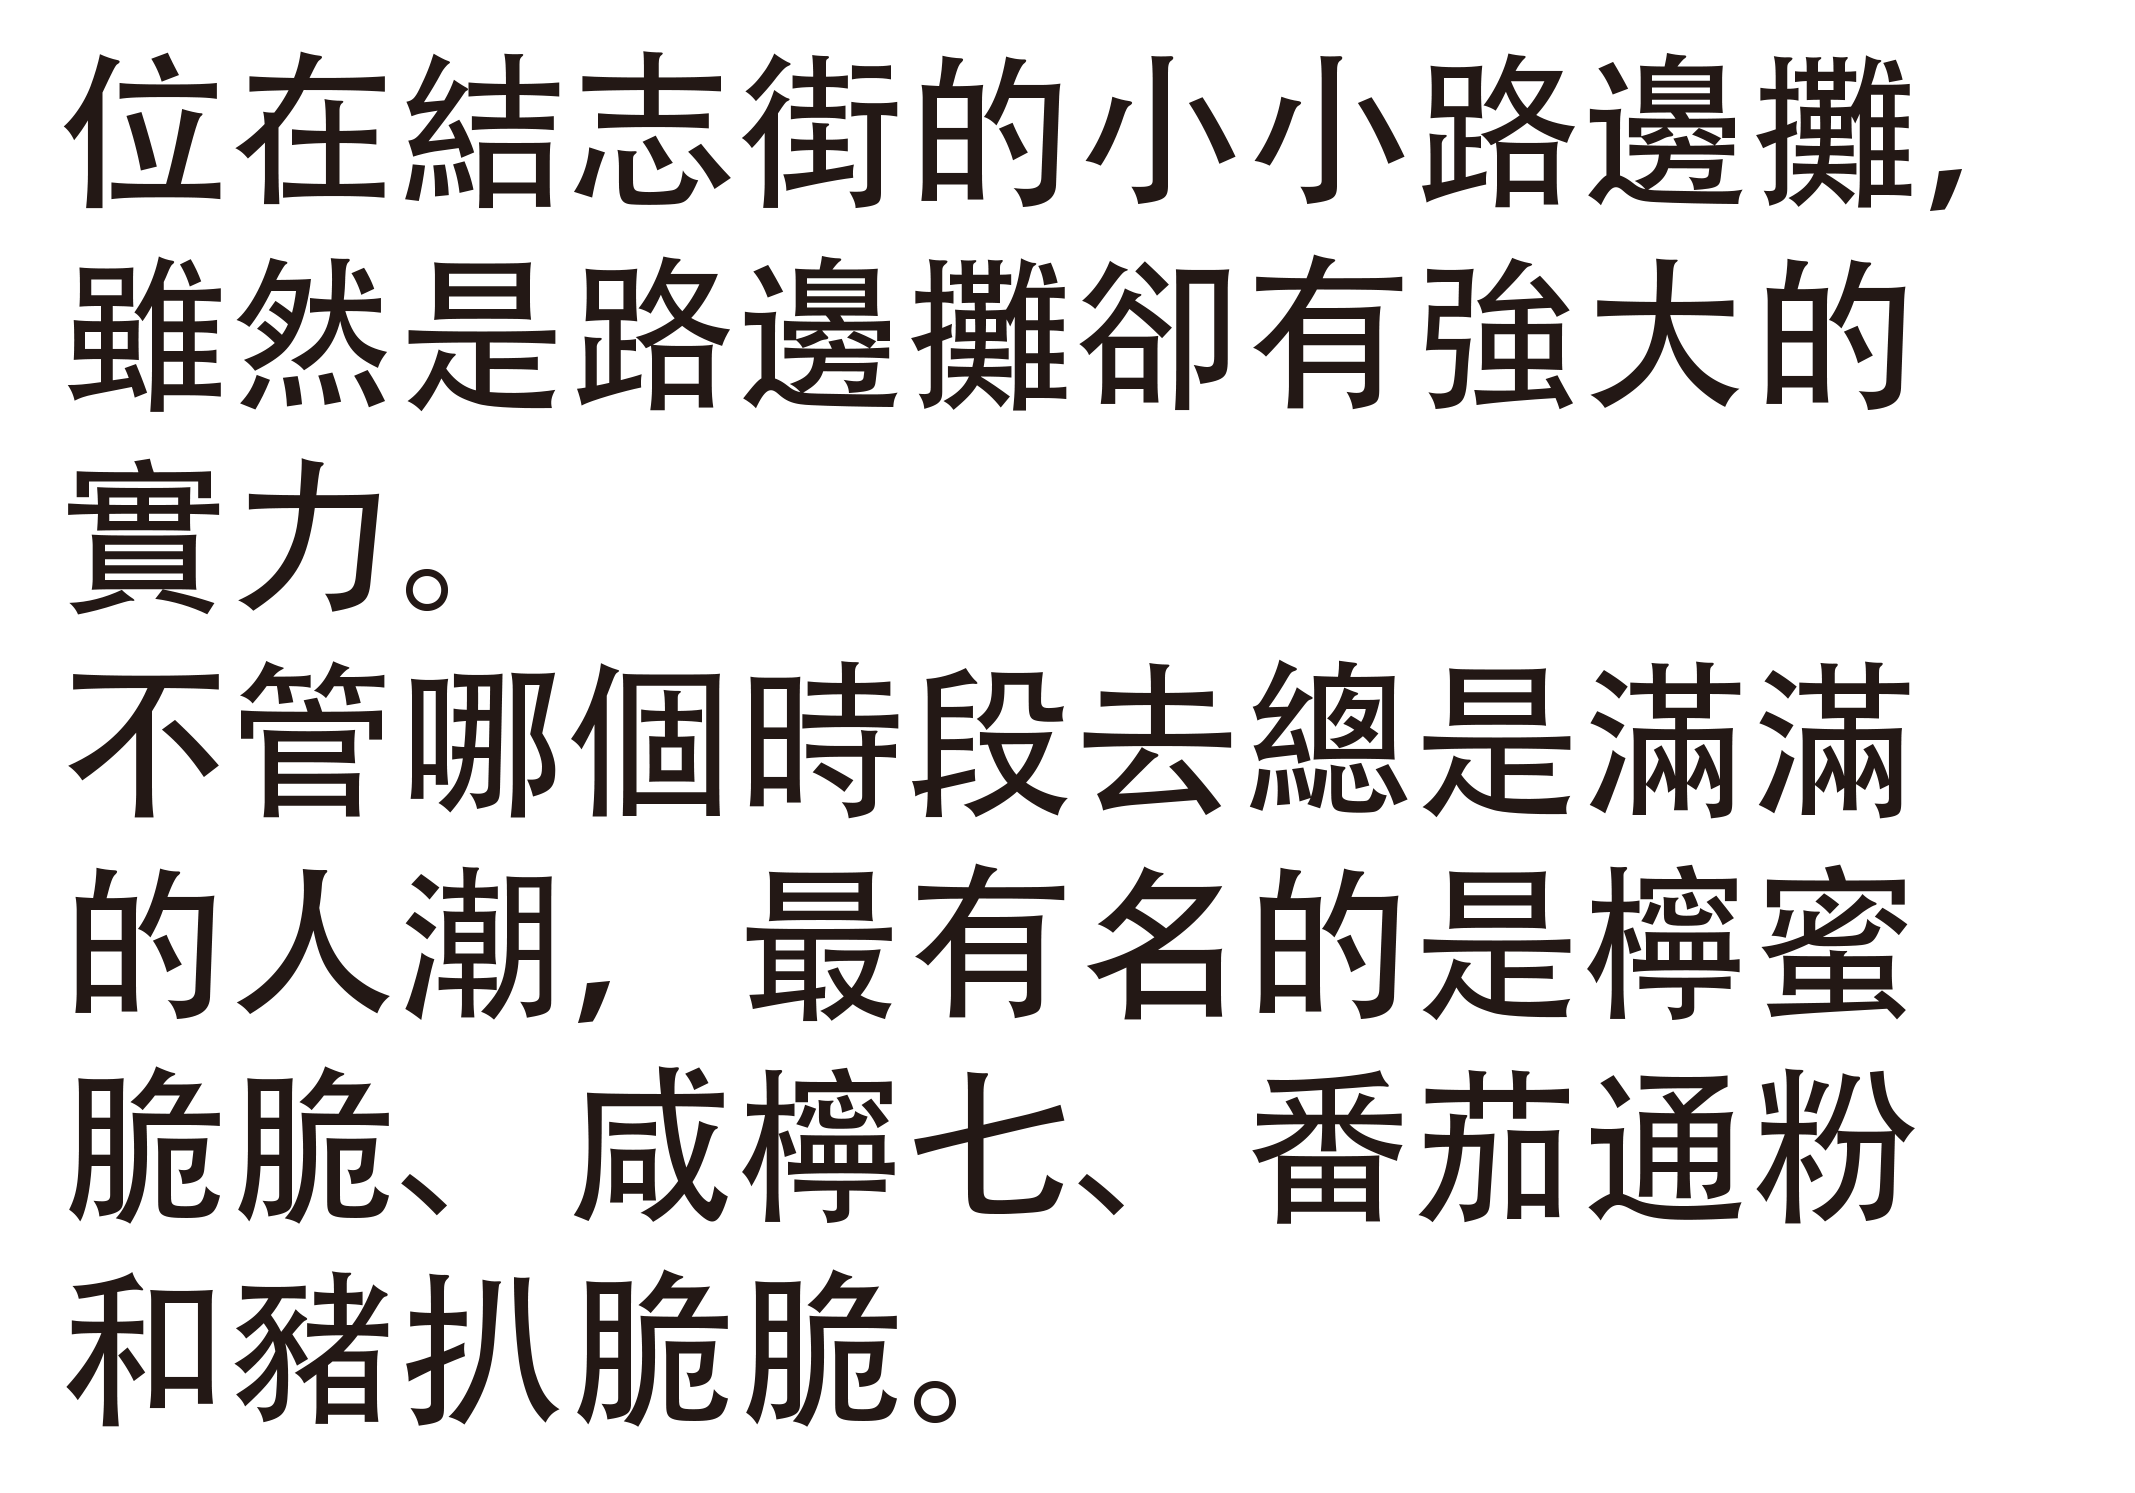 位在結志街的小小路邊攤,
雖然是路邊攤卻有強大的
實力。
不管哪個時段去總是滿滿
的人潮，最有名的是檸蜜
脆脆、咸檸七、番茄通粉
和豬扒脆脆。